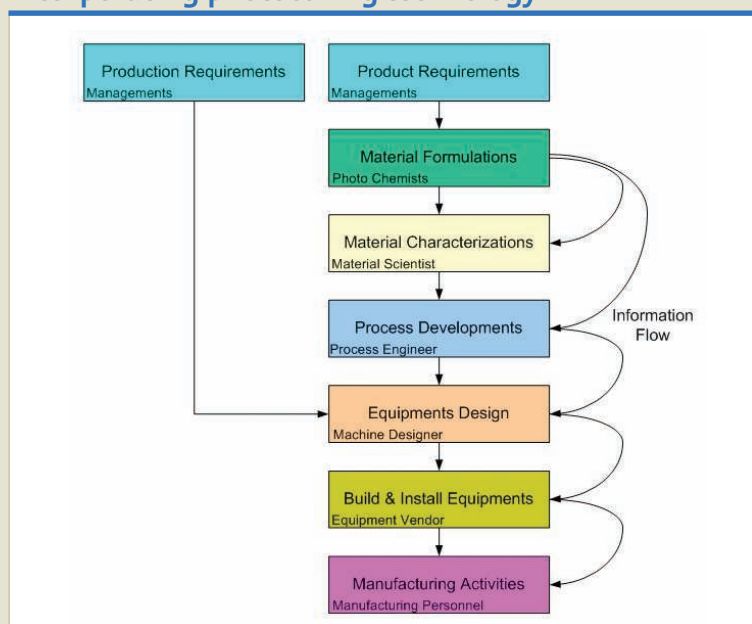 Production Requirements
Managements
Product Requirements
Managements
Material Formulations
Photo Chemists
Material Characterizations
Material Scientist
Process Developments
Process Engineer
Information
Flow
Equipments Design
Machine Designer
Build & Install Equipments
Equipment Vendor
Manufacturing Activities
Manufacturing Personnel